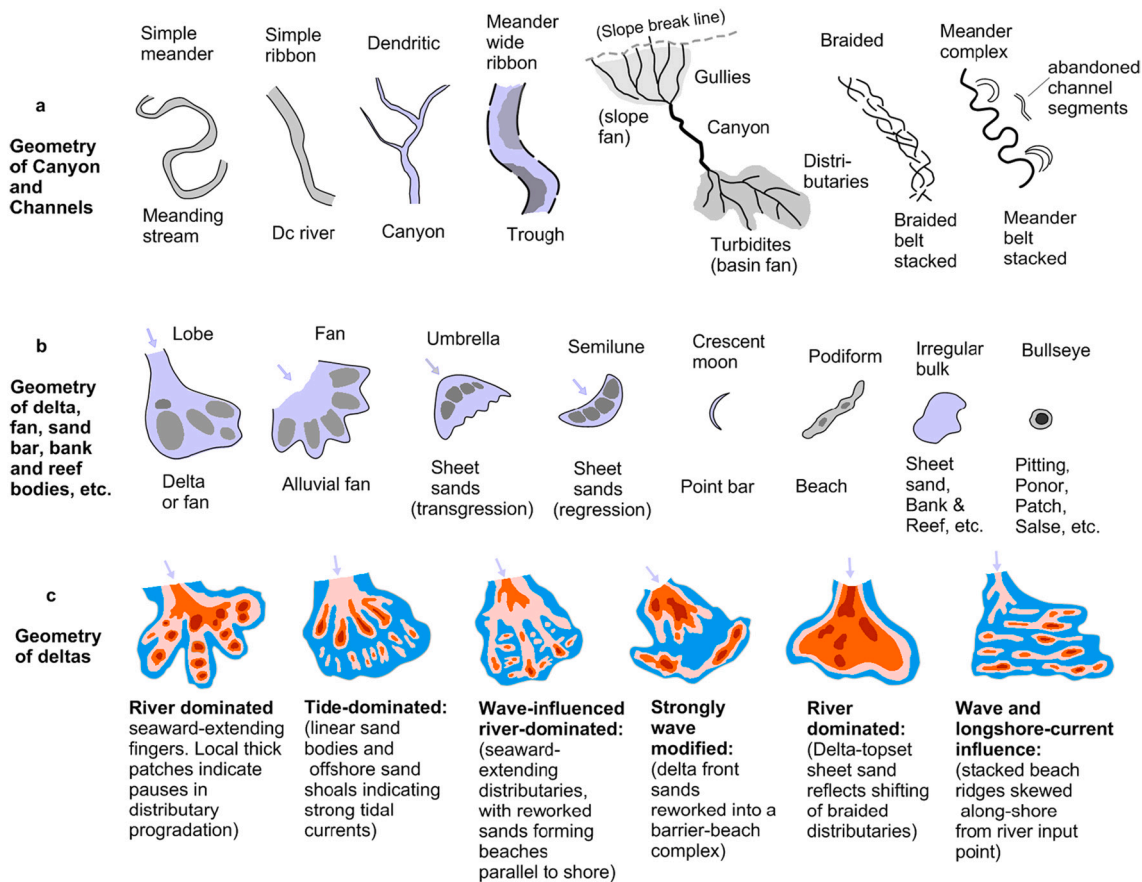 a
Geometry
of Canyon
and
Channels
Simple
meander
Meanding
stream
Simple
ribbon
Dc river
Dendritic
Canyon
Meander
wide
ribbon
Trough
(Slope break line)
Gullies
(slope
fan)
Canyon
Distri-
butaries
Turbidites
(basin fan)
Braided
Braided
belt
stacked
Meander
complex
abandoned
channel
segments
Meander
belt
stacked
b
Geometry
of delta,
fan, sand
bar, bank
and reef
bodies, etc.
Lobe
Delta
or fan
Fan
Alluvial fan
Umbrella
Sheet
sands
(transgression)
Semilune
Sheet
sands
(regression)
Crescent
moon
Point bar
Podiform
Beach
Irregular
bulk
Sheet
sand,
Bank &
Reef, etc.
Bullseye
Pitting,
Ponor,
Patch,
Salse, etc.
c
Geometry
of deltas
River dominated
seaward-extending
fingers. Local thick
patches indicate
pauses in
distributary
progradation)
Tide-dominated:
(linear sand
bodies and
offshore sand
shoals indicating
strong tidal
currents)
Wave-influenced
river-dominated:
(seaward-
extending
distributaries,
with reworked
sands forming
beaches
parallel to shore)
Strongly
wave
modified:
(delta front
sands
reworked into a
barrier-beach
complex)
River
dominated:
(Delta-topset
sheet sand
reflects shifting
of braided
distributaries)
Wave and
longshore-current
influence:
(stacked beach
ridges skewed
along-shore
from river input
point)